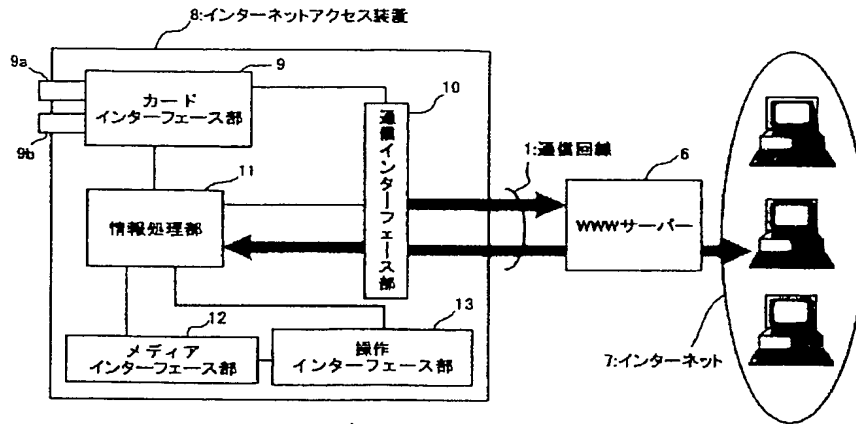 8:インターネットアクセス装置
9a
9
カード
インターフェース部
9b
10
通信インターフェース部
11
情報処理部
1:通信回線
6
WWWサーバー
12
メディア
インターフェース部
13
操作
インターフェース部
7:インターネット